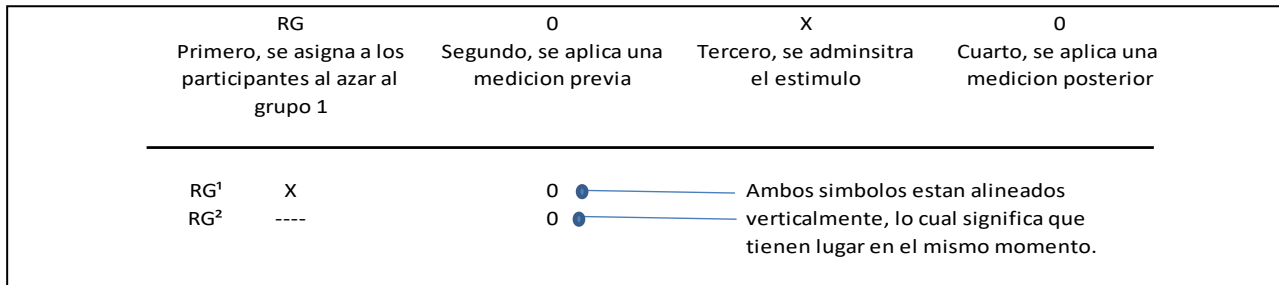 RG 0 X 0
Primero, se asigna a los Segundo, se aplica una Tercero, se adminsitra Cuarto, se aplica una
participantes al azar al medicion previa el estimulo medicion posterior
grupo 1
RG¹ X 0 Ambos simbolos estan alineados
RG² ---- 0 verticalmente, lo cual significa que
tienen lugar en el mismo momento.